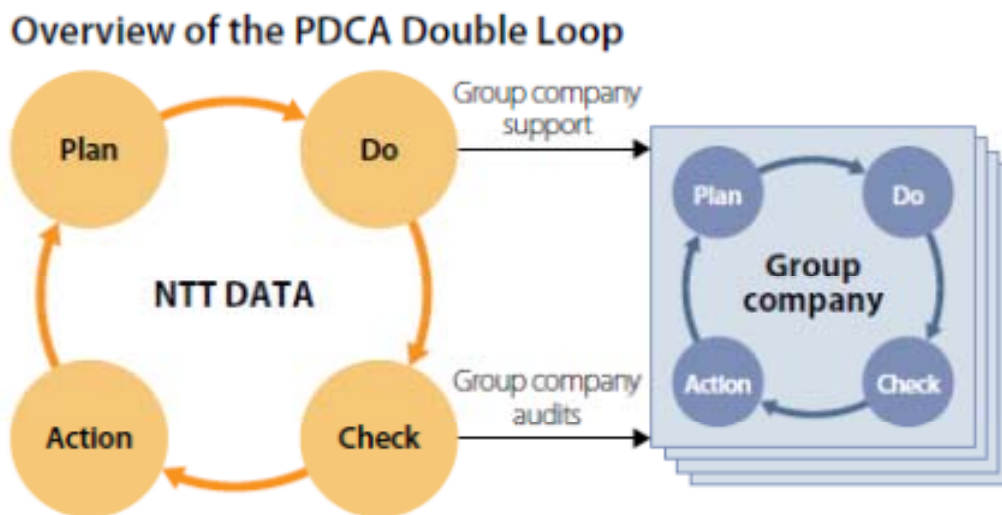 Overview of the PDCA Double Loop
Plan
Do
Group company
support
NTT DATA
Action
Check
Group company
audits
Plan
Do
Group
company
Action
Check